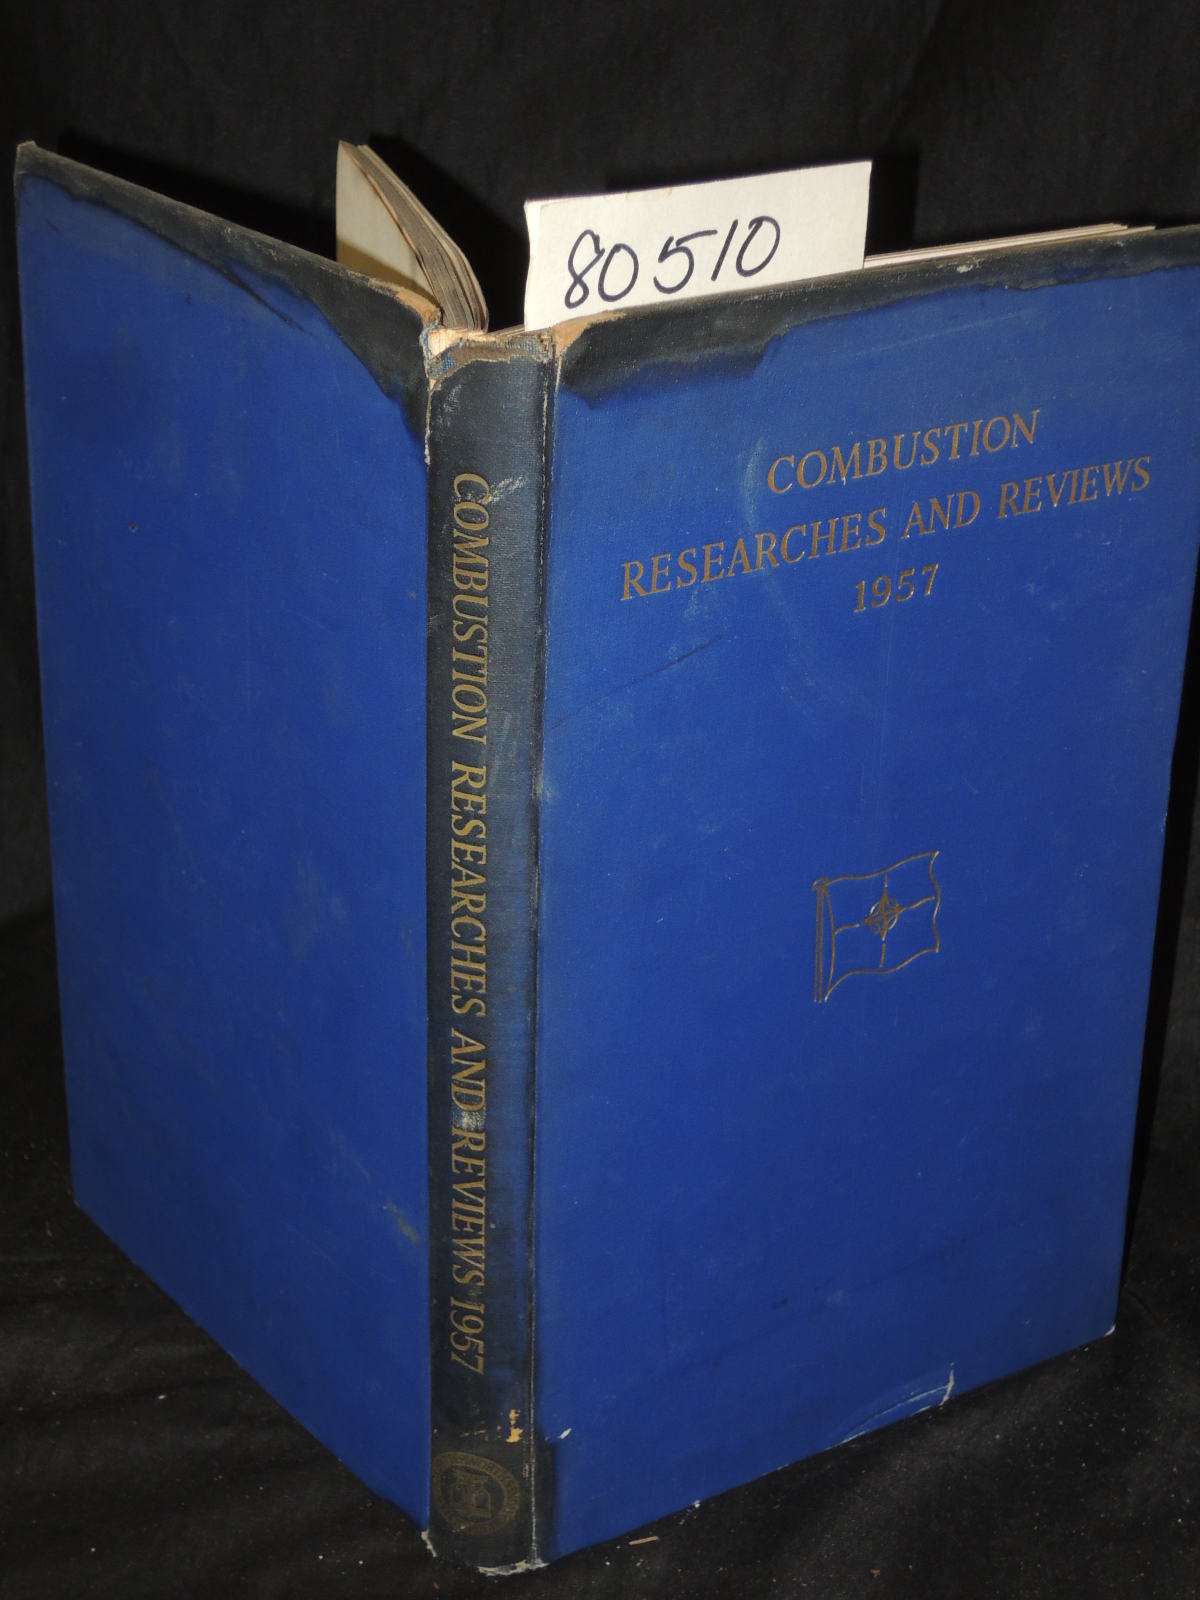 80510
COMBUSTION
RESEARCHES AND REVIEWS
1957
COMBUSTION RESEARCHES AND REVIEWS 1957